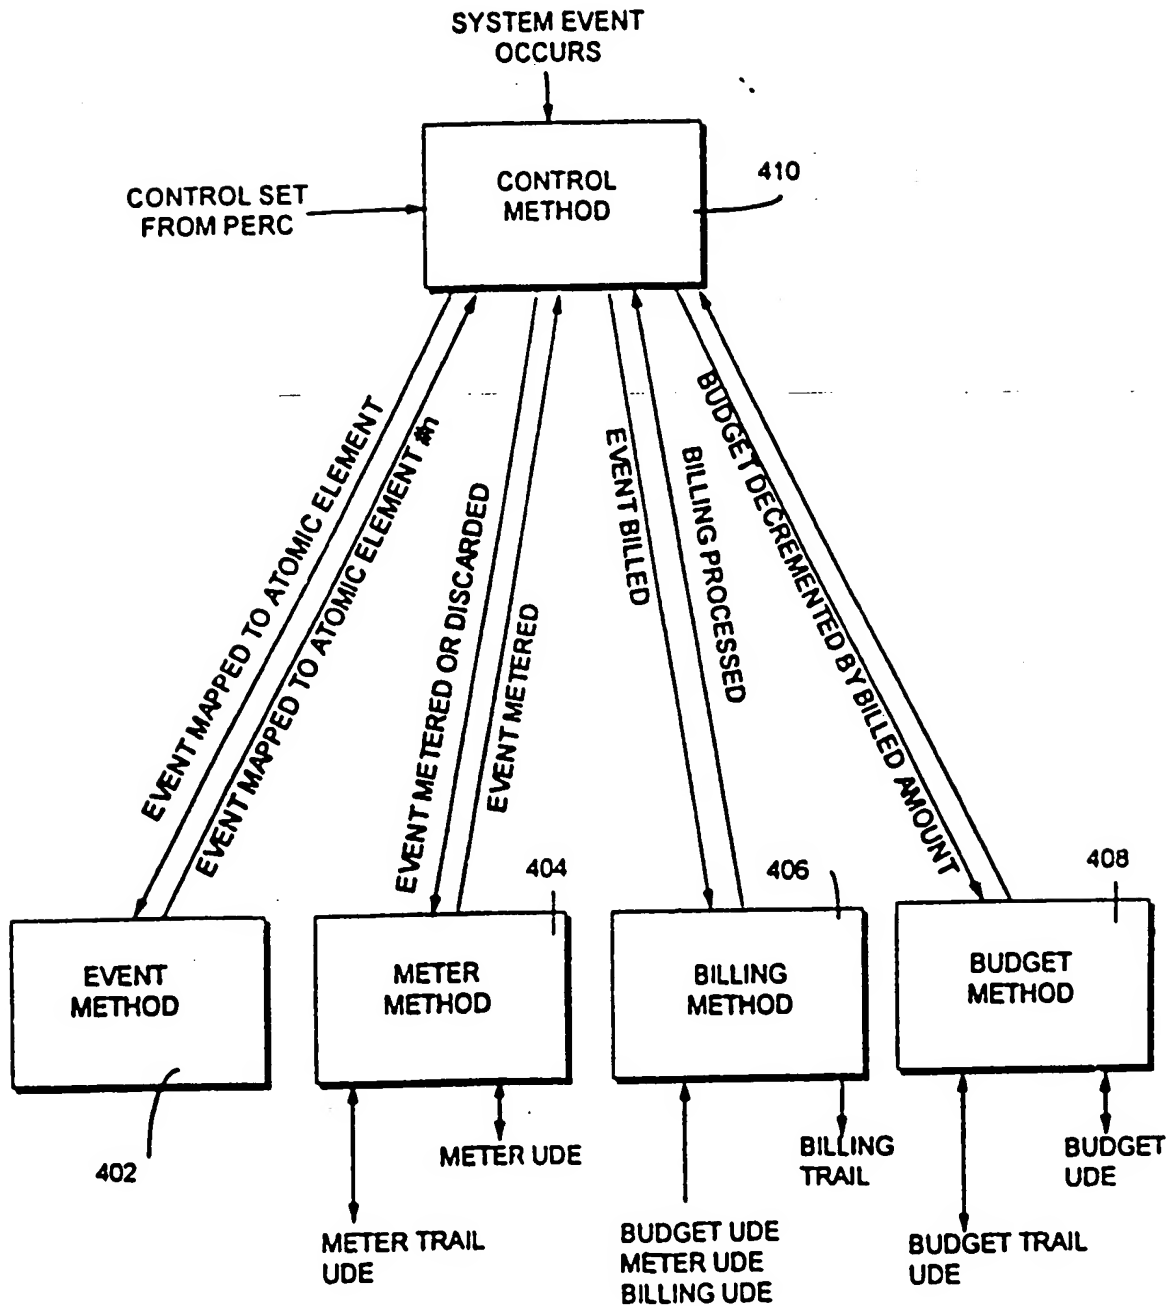 SYSTEM EVENT
OCCURS
CONTROL
METHOD
410
CONTROL SET
FROM PERC
EVENT MAPPED TO ATOMIC ELEMENT
EVENT MAPPED TO ATOMIC ELEMENT #n
EVENT METERED OR DISCARDED
EVENT METERED
EVENT BILLED
BILLING PROCESSED
BUDGET DECREMENTED BY BILLED AMOUNT
404
406
408
EVENT
METHOD
METER
METHOD
BILLING
METHOD
BUDGET
METHOD
402
METER UDE
BILLING
TRAIL
BUDGET
UDE
METER TRAIL
UDE
BUDGET UDE
METER UDE
BILLING UDE
BUDGET TRAIL
UDE